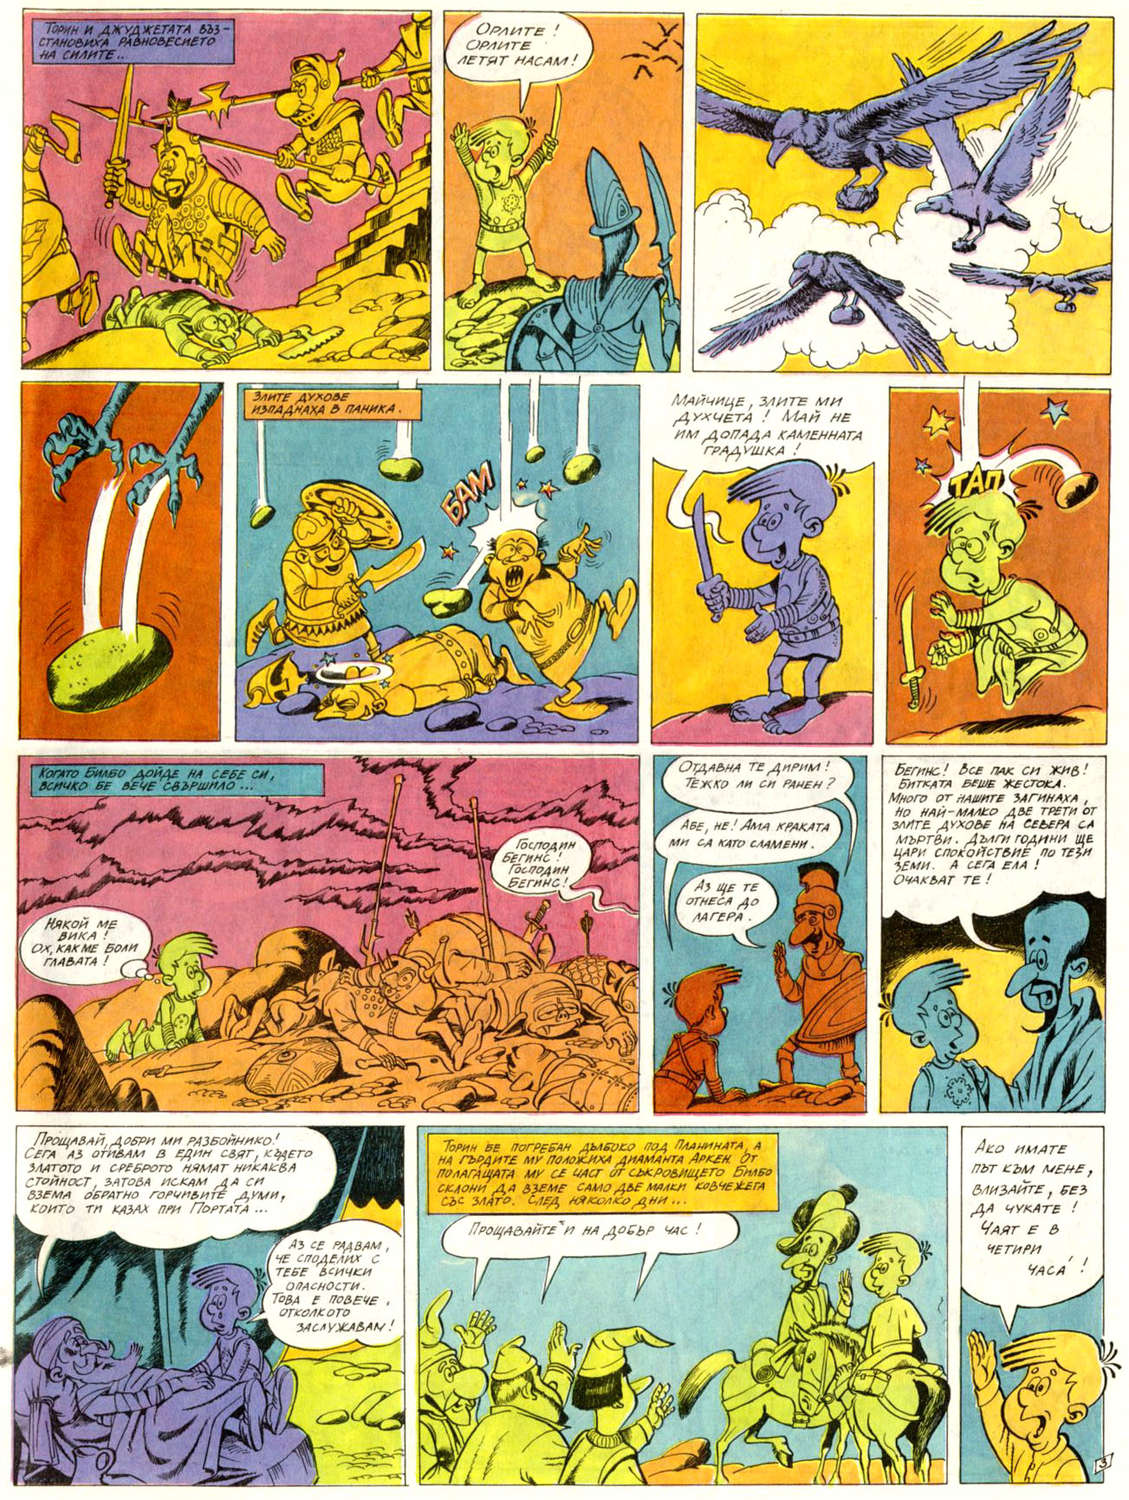 ТОРИН И ДЖУДЖЕТАТА ВЪЗ-
СТАНОВИХА РАВНОВЕСИЕТО
НА СИЛИТЕ..
ОРЛИТЕ!
ОРЛИТЕ
ЛЕТЯТ НАСАМ!
ЗЛИТЕ ДУХОВЕ
ИЗПАДНАХА В ПАНИКА.
БАМ
МАЙЧИЦЕ, ЗЛИТЕ МИ
ДУХЧЕТА! МАЙ НЕ
ИМ ДОПАДА КАМЕННАТА
ГРАДУШКА!
ТАП
КОГАТО БИЛБО ДОЙДЕ НА СЕБЕ СИ,
ВСИЧКО БЕ ВЕЧЕ СВЪРШИЛО...
НЯКОЙ МЕ
ВИКА!
ОХ, КАК МЕ БОЛИ
ГЛАВАТА!
ГОСПОДИН
БЕГИНС!
ГОСПОДИН
БЕГИНС!
ОТДАВНА ТЕ ДИРИМ!
ТЕЖКО ЛИ СИ РАНЕН?
АБЕ, НЕ! АМА КРАКАТА
МИ СА КАТО СЛАМЕНИ.
АЗ ЩЕ ТЕ
ОТНЕСА ДО
ЛАГЕРА.
БЕГИНС! ВСЕ ПАК СИ ЖИВ!
БИТКАТА БЕШЕ ЖЕСТОКА.
МНОГО ОТ НАШИТЕ ЗАГИНАХА,
НО НАЙ-МАЛКО ДВЕ ТРЕТИ ОТ
ЗЛИТЕ ДУХОВЕ НА СЕВЕРА СА
МЪРТВИ. ДЪЛГИ ГОДИНИ ЩЕ
ЦАРИ СПОКОЙСТВИЕ ПО ТЕЗИ
ЗЕМИ. А СЕГА ЕЛА!
ОЧАКВАТ ТЕ!
ПРОЩАВАЙ, ДОБРИ МИ РАЗБОЙНИКО!
СЕГА АЗ ОТИВАМ В ЕДИН СВЯТ, КЪДЕТО
ЗЛАТОТО И СРЕБРОТО НЯМАТ НИКАКВА
СТОЙНОСТ, ЗАТОВА ИСКАМ ДА СИ
ВЗЕМА ОБРАТНО ГОРЧИВИТЕ ДУМИ,
КОИТО ТИ КАЗАХ ПРИ ПОРТАТА...
АЗ СЕ РАДВАМ,
ЧЕ СПОДЕЛИХ С
ТЕБЕ ВСИЧКИ
ОПАСНОСТИ.
ТОВА Е ПОВЕЧЕ,
ОТКОЛКОТО
ЗАСЛУЖАВАМ!
ТОРИН БЕ ПОГРЕБАН ДЪЛБОКО ПОД ПЛАНИНАТА, А
НА ГЪРДИТЕ МУ ПОЛОЖИХА ДИАМАНТА АРКЕН. ОТ
ПОЛАГАЩАТА МУ СЕ ЧАСТ ОТ СЪКРОВИЩЕТО БИЛБО
СКЛОНИ ДА ВЗЕМЕ САМО ДВЕ МАЛКИ КОВЧЕЖЕТА
СЪС ЗЛАТО. СЛЕД НЯКОЛКО ДНИ...
ПРОЩАВАЙТЕ И НА ДОБЪР ЧАС!
АКО ИМАТЕ
ПЪТ КЪМ МЕНЕ,
ВЛИЗАЙТЕ, БЕЗ
ДА ЧУКАТЕ!
ЧАЯТ Е В
ЧЕТИРИ
ЧАСА!
3